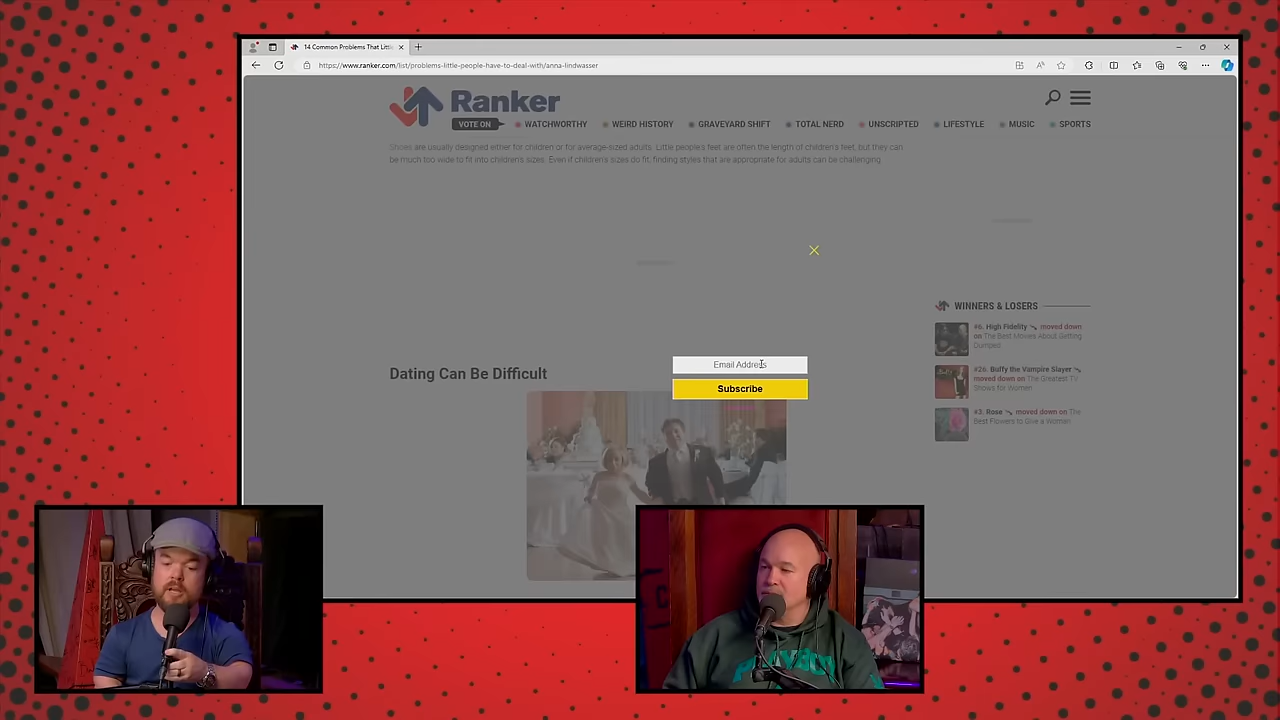 14 Common Problems That Littl
https://www.ranker.com/list/problems-little-people-have-to-deal-with/anna-lindwasser
Ranker
VOTE ON
WATCHWORTHY
WEIRD HISTORY
GRAVEYARD SHIFT
TOTAL NERD
UNSCRIPTED
LIFESTYLE
MUSIC
SPORTS
Shoes are usually designed either for children or for average-sized adults. Little people's feet are often the length of children's feet, but they can
be much too wide to fit into children's sizes. Even if children's sizes do fit, finding styles that are appropriate for adults can be challenging.
WINNERS & LOSERS
#6. High Fidelity moved down
on The Best Movies About Getting
Dumped
#26. Buffy the Vampire Slayer
moved down on The Greatest TV
Shows for Women
#3. Rose moved down on The
Best Flowers to Give a Woman
Email Address
Subscribe
Dating Can Be Difficult